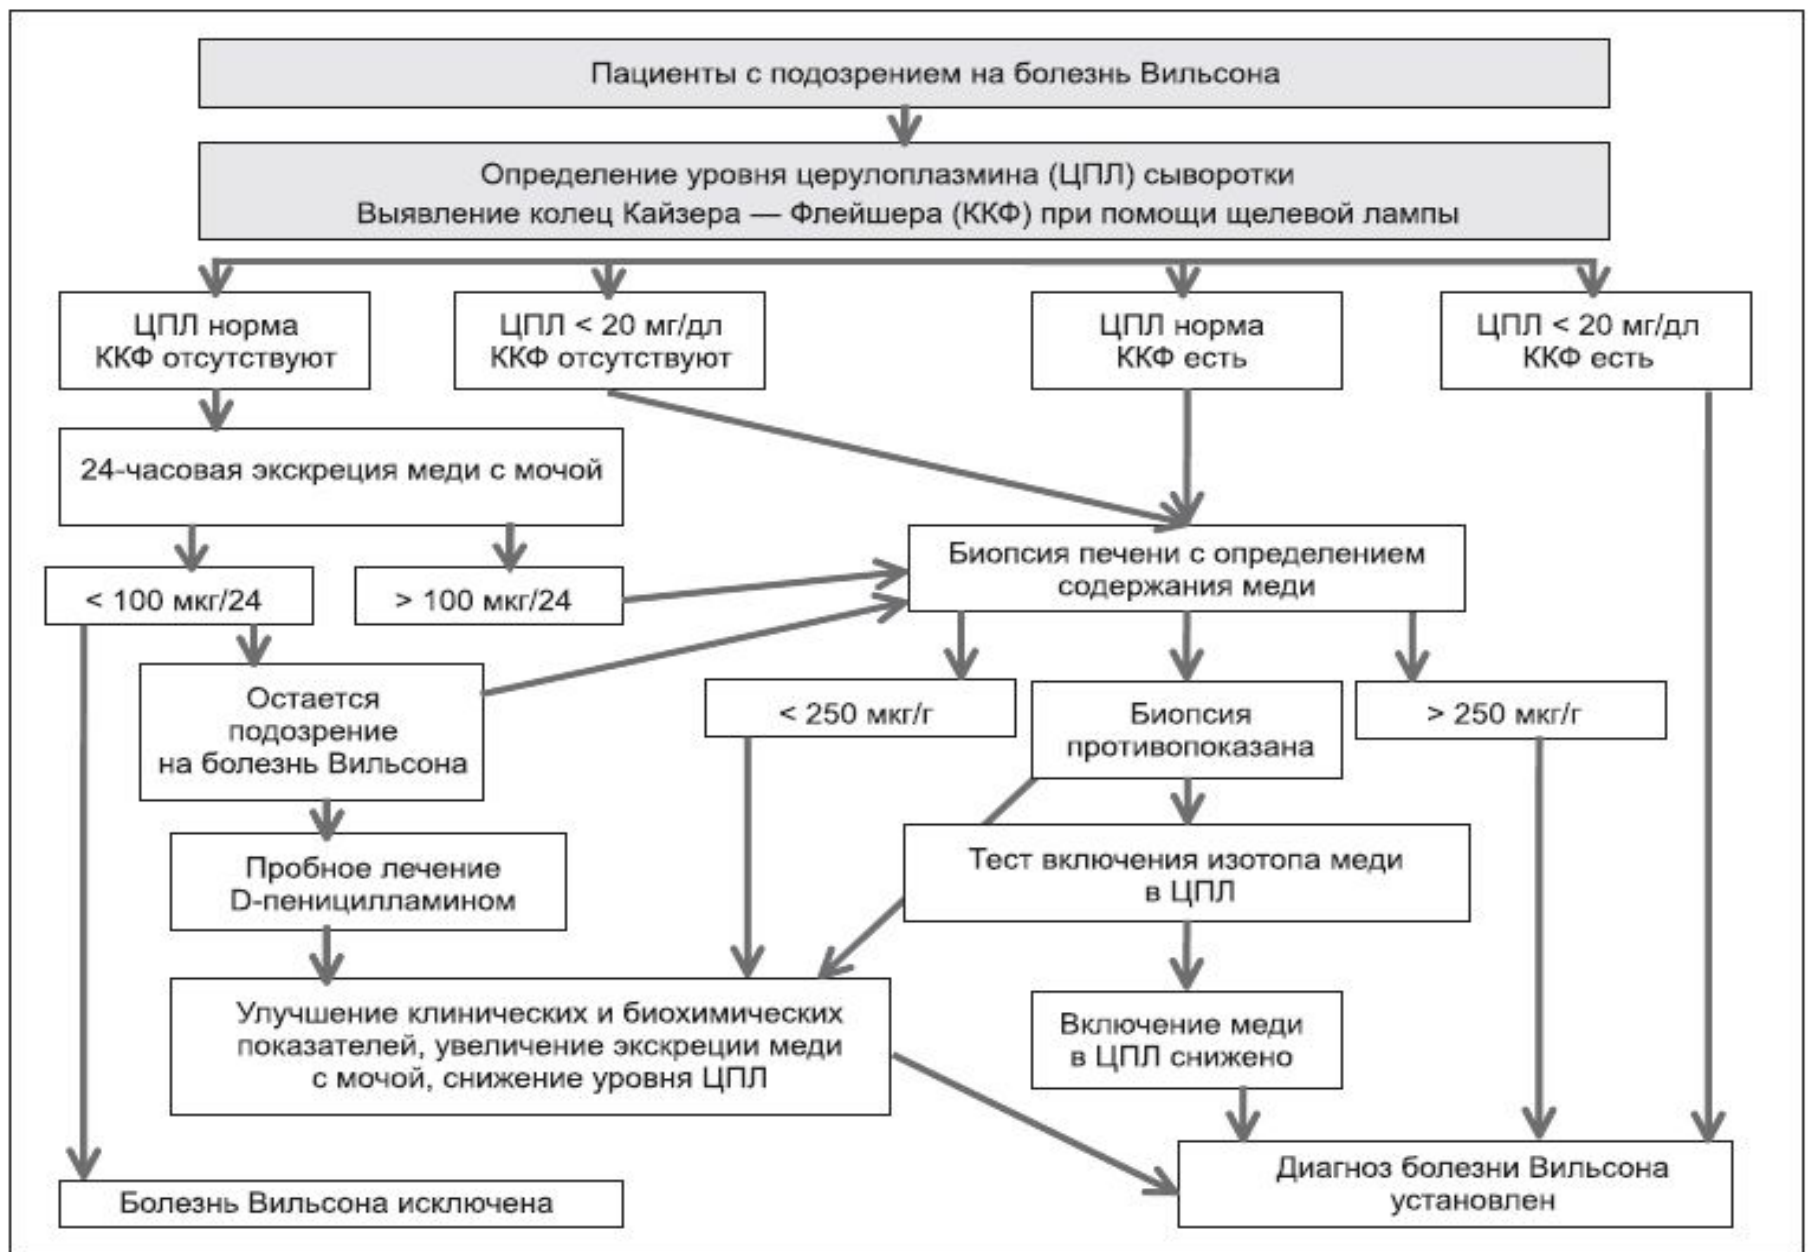 Пациенты с подозрением на болезнь Вильсона
Определение уровня церулоплазмина (ЦПЛ) сыворотки
Выявление колец Кайзера — Флейшера (ККФ) при помощи щелевой лампы
ЦПЛ норма
ККФ отсутствуют
ЦПЛ < 20 мг/дл
ККФ отсутствуют
ЦПЛ норма
ККФ есть
ЦПЛ < 20 мг/дл
ККФ есть
24-часовая экскреция меди с мочой
< 100 мкг/24
> 100 мкг/24
Биопсия печени с определением
содержания меди
Остается
подозрение
на болезнь Вильсона
< 250 мкг/г
Биопсия
противопоказана
> 250 мкг/г
Пробное лечение
D-пеницилламином
Тест включения изотопа меди
в ЦПЛ
Улучшение клинических и биохимических
показателей, увеличение экскреции меди
с мочой, снижение уровня ЦПЛ
Включение меди
в ЦПЛ снижено
Болезнь Вильсона исключена
Диагноз болезни Вильсона
установлен